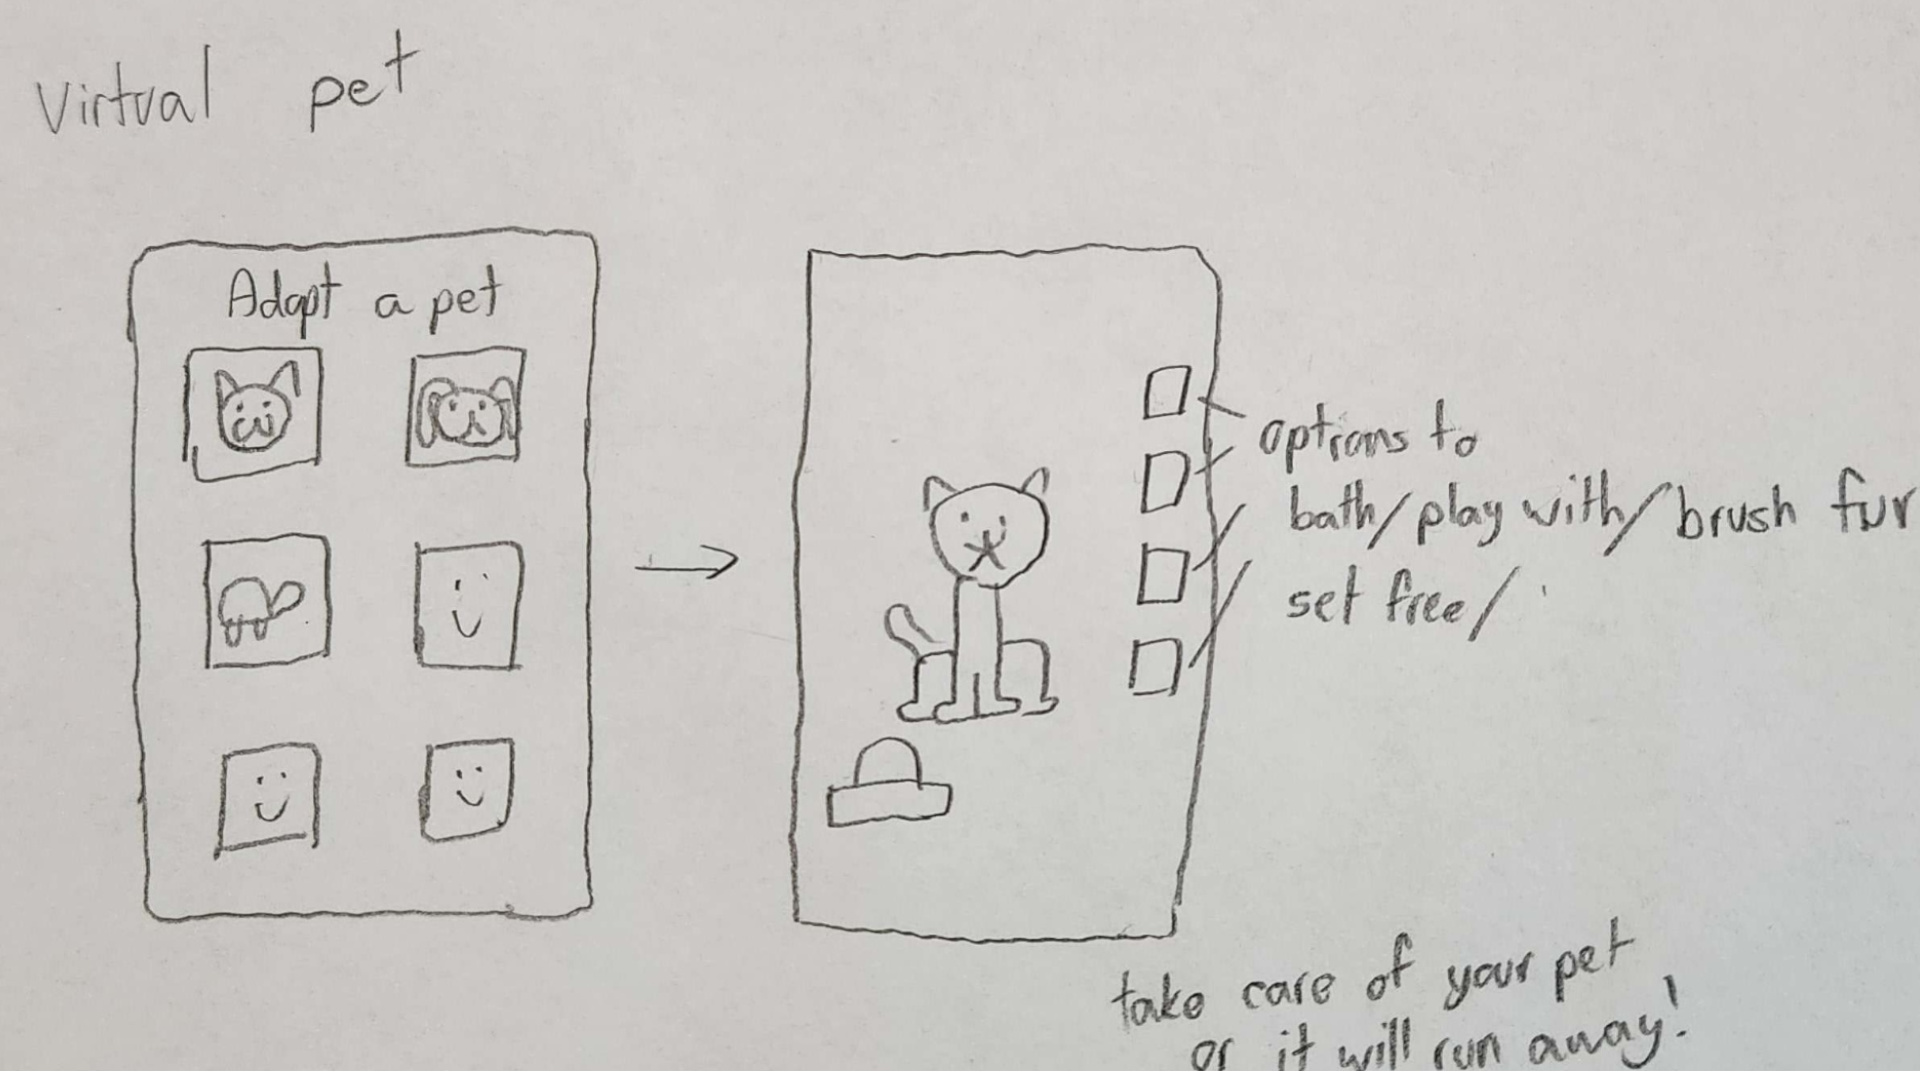 Virtual pet
Adopt a pet
options to
bath/play with/brush fur
set free/
take care of your pet
or it will run away!